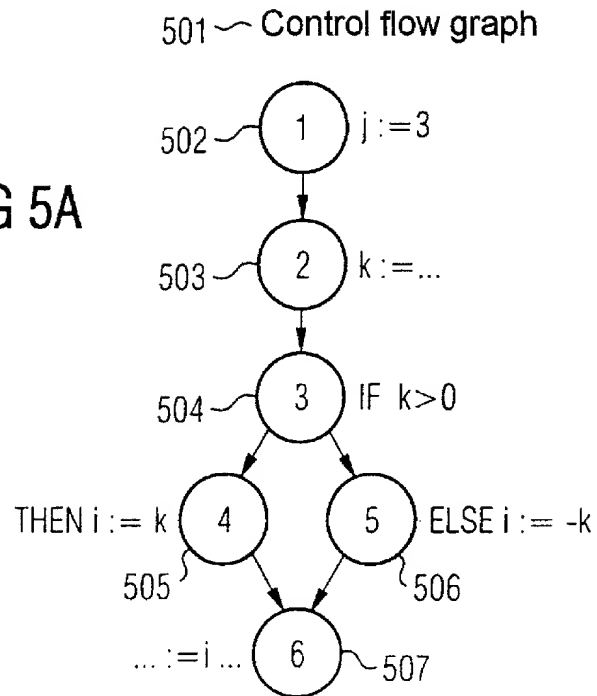 501 Control flow graph
502 1 j :=3
G 5A
503 2 k :=...
504 3 IF k>0
THEN i := k 4 5 ELSE i := -k
505 506
... :=i ... 6 507